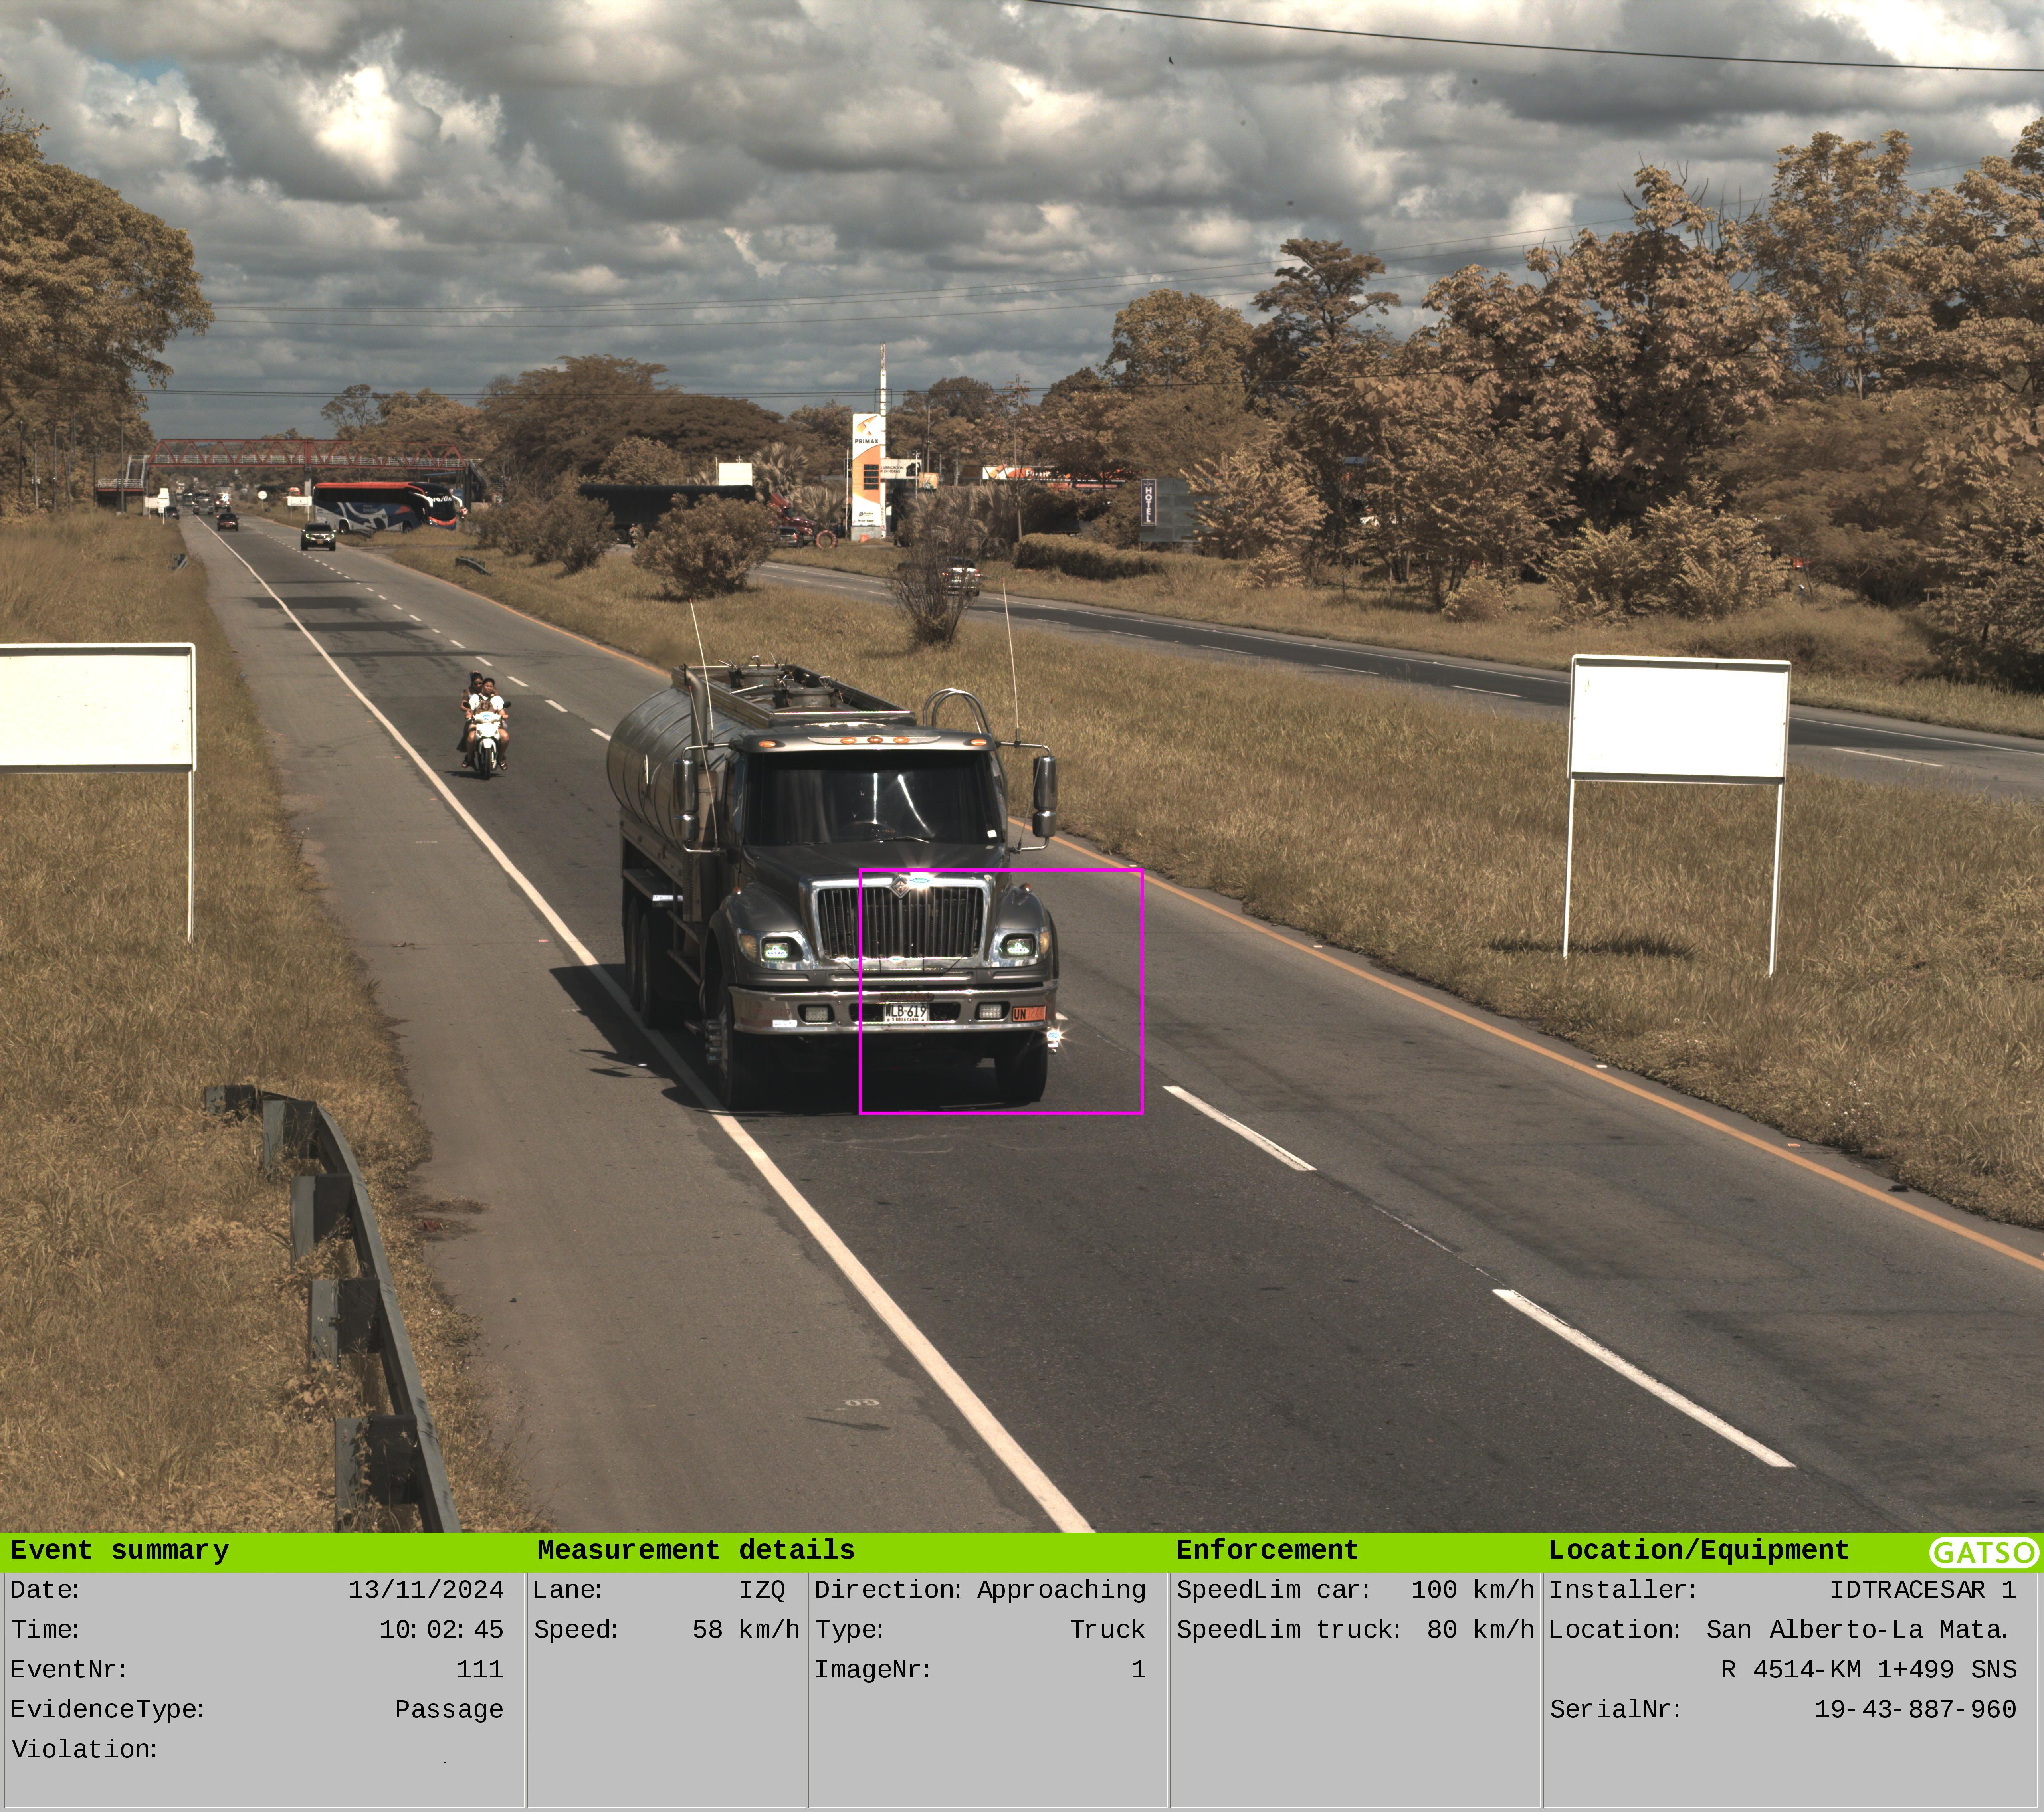 PRIMAX
HOTEL
WLB-619
UN
Event summary
Measurement details
Enforcement
Location/Equipment
GATSO
Date: 13/11/2024
Time: 10:02:45
EventNr: 111
EvidenceType: Passage
Violation:
Lane: IZQ
Speed: 58 km/h
Direction: Approaching
Type: Truck
ImageNr: 1
SpeedLim car: 100 km/h
SpeedLim truck: 80 km/h
Installer: IDTRACESAR 1
Location: San Alberto-La Mata.
R 4514-KM 1+499 SNS
SerialNr: 19-43-887-960